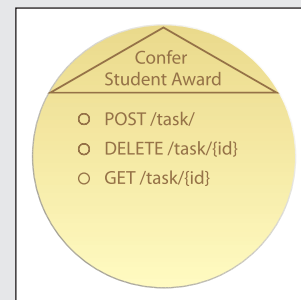 Confer
Student Award
POST /task/
DELETE /task/{id}
GET /task/{id}